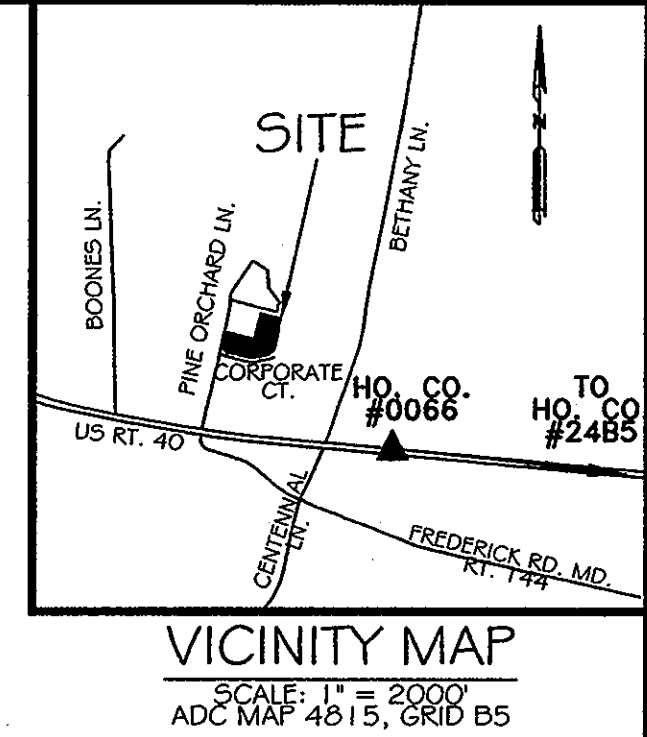 SITE
N
BETHANY LN.
BOONES LN.
PINE ORCHARD LN.
CORPORATE
CT.
HO. CO.
#0066
TO
HO. CO
#24B5
US RT. 40
CENTENNIAL
LN.
FREDERICK RD. MD.
RT. 144
VICINITY MAP
SCALE: 1" = 2000'
ADC MAP 4815, GRID B5